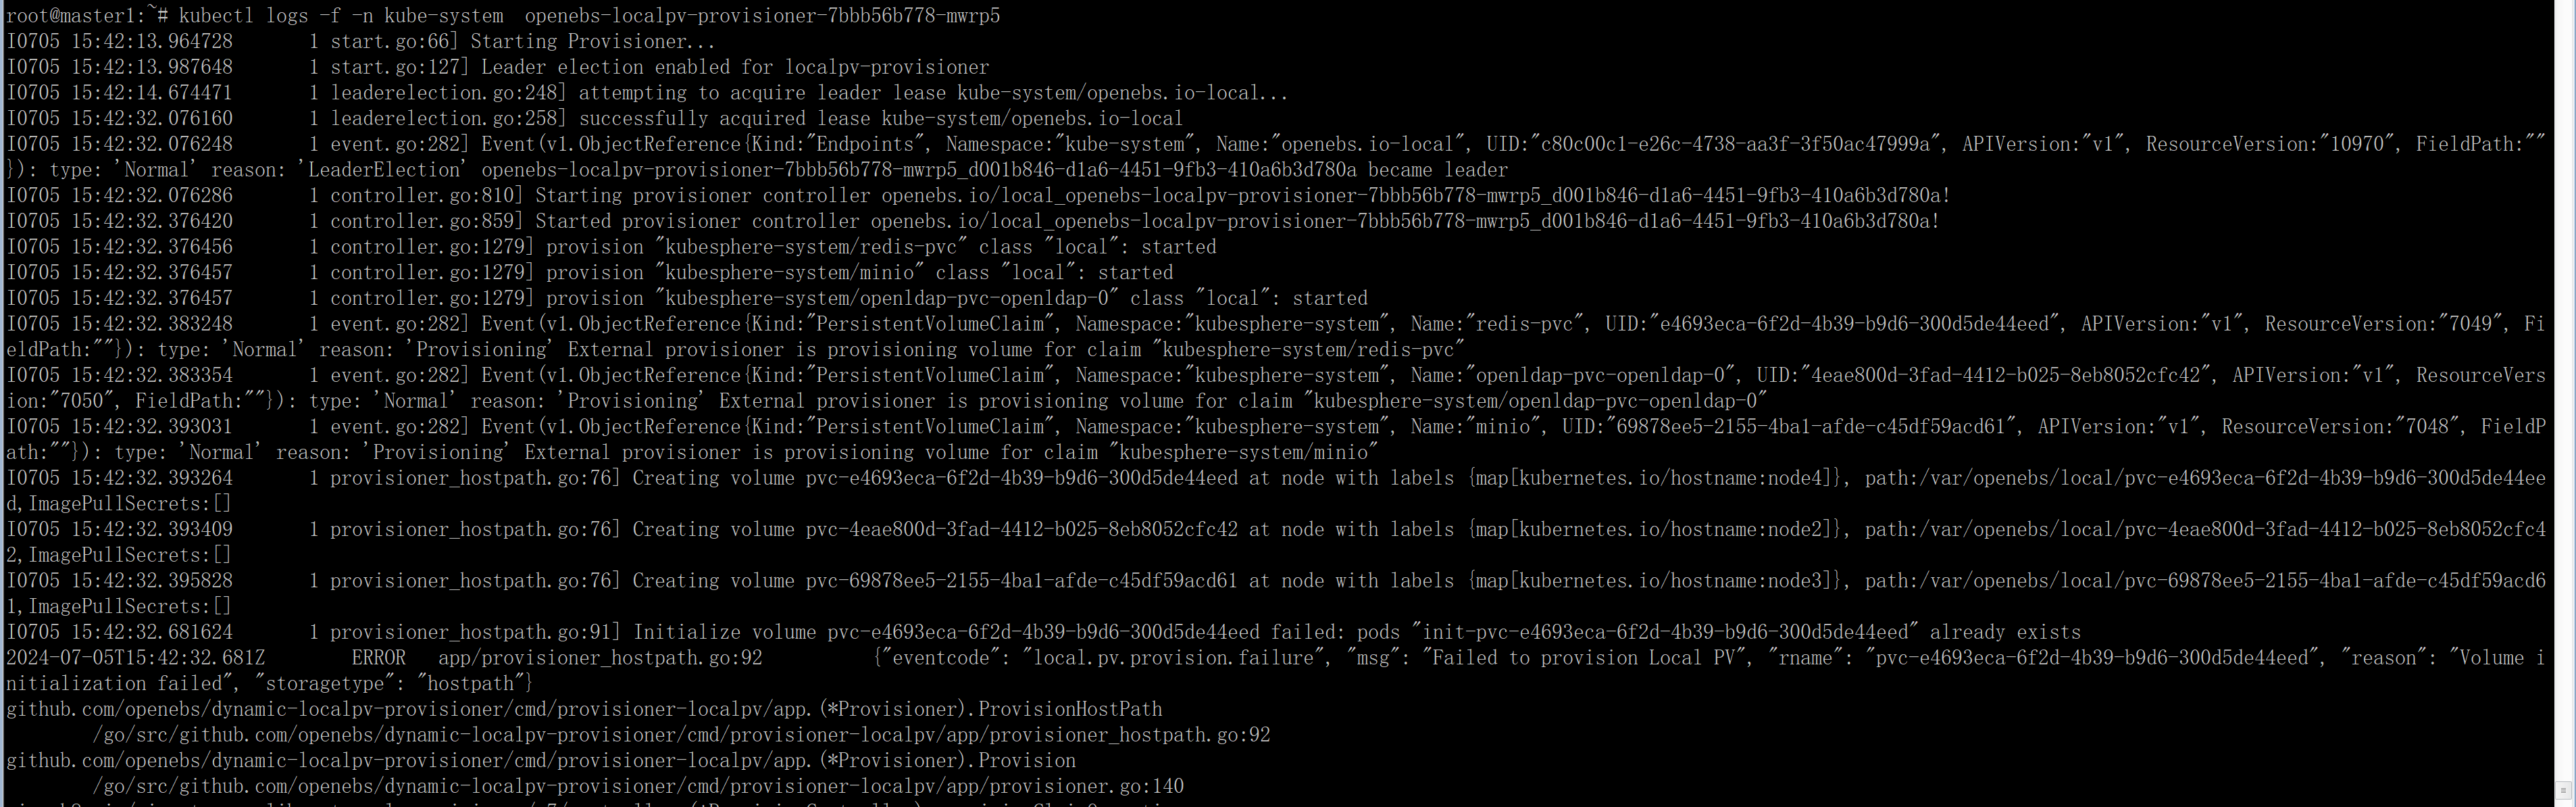 root@master1:~# kubectl logs -f -n kube-system  openebs-localpv-provisioner-7bbb56b778-mwrp5
I0705 15:42:13.964728       1 start.go:66] Starting Provisioner...
I0705 15:42:13.987648       1 start.go:127] Leader election enabled for localpv-provisioner
I0705 15:42:14.674471       1 leaderelection.go:248] attempting to acquire leader lease kube-system/openebs.io-local...
I0705 15:42:32.076160       1 leaderelection.go:258] successfully acquired lease kube-system/openebs.io-local
I0705 15:42:32.076248       1 event.go:282] Event(v1.ObjectReference{Kind:"Endpoints", Namespace:"kube-system", Name:"openebs.io-local", UID:"c80c00c1-e26c-4738-aa3f-3f50ac47999a", APIVersion:"v1", ResourceVersion:"10970", FieldPath:""
}): type: 'Normal' reason: 'LeaderElection' openebs-localpv-provisioner-7bbb56b778-mwrp5_d001b846-d1a6-4451-9fb3-410a6b3d780a became leader
I0705 15:42:32.076286       1 controller.go:810] Starting provisioner controller openebs.io/local_openebs-localpv-provisioner-7bbb56b778-mwrp5_d001b846-d1a6-4451-9fb3-410a6b3d780a!
I0705 15:42:32.376420       1 controller.go:859] Started provisioner controller openebs.io/local_openebs-localpv-provisioner-7bbb56b778-mwrp5_d001b846-d1a6-4451-9fb3-410a6b3d780a!
I0705 15:42:32.376456       1 controller.go:1279] provision "kubesphere-system/redis-pvc" class "local": started
I0705 15:42:32.376457       1 controller.go:1279] provision "kubesphere-system/minio" class "local": started
I0705 15:42:32.376457       1 controller.go:1279] provision "kubesphere-system/openldap-pvc-openldap-0" class "local": started
I0705 15:42:32.383248       1 event.go:282] Event(v1.ObjectReference{Kind:"PersistentVolumeClaim", Namespace:"kubesphere-system", Name:"redis-pvc", UID:"e4693eca-6f2d-4b39-b9d6-300d5de44eed", APIVersion:"v1", ResourceVersion:"7049", Fi
eldPath:""}): type: 'Normal' reason: 'Provisioning' External provisioner is provisioning volume for claim "kubesphere-system/redis-pvc"
I0705 15:42:32.383354       1 event.go:282] Event(v1.ObjectReference{Kind:"PersistentVolumeClaim", Namespace:"kubesphere-system", Name:"openldap-pvc-openldap-0", UID:"4eae800d-3fad-4412-b025-8eb8052cfc42", APIVersion:"v1", ResourceVers
ion:"7050", FieldPath:""}): type: 'Normal' reason: 'Provisioning' External provisioner is provisioning volume for claim "kubesphere-system/openldap-pvc-openldap-0"
I0705 15:42:32.393031       1 event.go:282] Event(v1.ObjectReference{Kind:"PersistentVolumeClaim", Namespace:"kubesphere-system", Name:"minio", UID:"69878ee5-2155-4ba1-afde-c45df59acd61", APIVersion:"v1", ResourceVersion:"7048", FieldP
ath:""}): type: 'Normal' reason: 'Provisioning' External provisioner is provisioning volume for claim "kubesphere-system/minio"
I0705 15:42:32.393264       1 provisioner_hostpath.go:76] Creating volume pvc-e4693eca-6f2d-4b39-b9d6-300d5de44eed at node with labels {map[kubernetes.io/hostname:node4]}, path:/var/openebs/local/pvc-e4693eca-6f2d-4b39-b9d6-300d5de44ee
d,ImagePullSecrets:[]
I0705 15:42:32.393409       1 provisioner_hostpath.go:76] Creating volume pvc-4eae800d-3fad-4412-b025-8eb8052cfc42 at node with labels {map[kubernetes.io/hostname:node2]}, path:/var/openebs/local/pvc-4eae800d-3fad-4412-b025-8eb8052cfc4
2,ImagePullSecrets:[]
I0705 15:42:32.395828       1 provisioner_hostpath.go:76] Creating volume pvc-69878ee5-2155-4ba1-afde-c45df59acd61 at node with labels {map[kubernetes.io/hostname:node3]}, path:/var/openebs/local/pvc-69878ee5-2155-4ba1-afde-c45df59acd6
1,ImagePullSecrets:[]
I0705 15:42:32.681624       1 provisioner_hostpath.go:91] Initialize volume pvc-e4693eca-6f2d-4b39-b9d6-300d5de44eed failed: pods "init-pvc-e4693eca-6f2d-4b39-b9d6-300d5de44eed" already exists
2024-07-05T15:42:32.681Z        ERROR   app/provisioner_hostpath.go:92          {"eventcode": "local.pv.provision.failure", "msg": "Failed to provision Local PV", "rname": "pvc-e4693eca-6f2d-4b39-b9d6-300d5de44eed", "reason": "Volume i
nitialization failed", "storagetype": "hostpath"}
github.com/openebs/dynamic-localpv-provisioner/cmd/provisioner-localpv/app.(*Provisioner).ProvisionHostPath
        /go/src/github.com/openebs/dynamic-localpv-provisioner/cmd/provisioner-localpv/app/provisioner_hostpath.go:92
github.com/openebs/dynamic-localpv-provisioner/cmd/provisioner-localpv/app.(*Provisioner).Provision
        /go/src/github.com/openebs/dynamic-localpv-provisioner/cmd/provisioner-localpv/app/provisioner.go:140